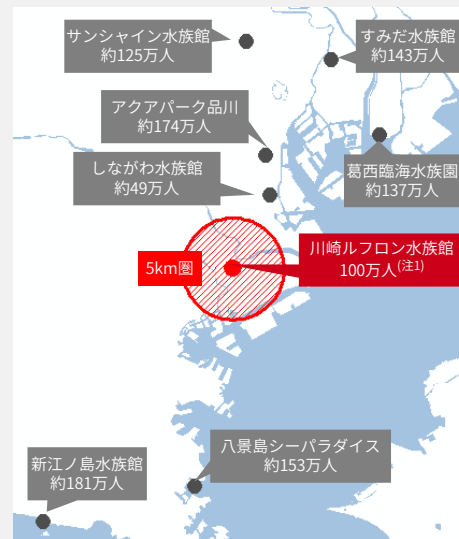 サンシャイン水族館
約125万人
すみだ水族館
約143万人
アクアパーク品川
約174万人
しながわ水族館
約49万人
葛西臨海水族園
約137万人
5km圏
川崎ルフロン水族館
100万人(注1)
八景島シーパラダイス
約153万人
新江ノ島水族館
約181万人